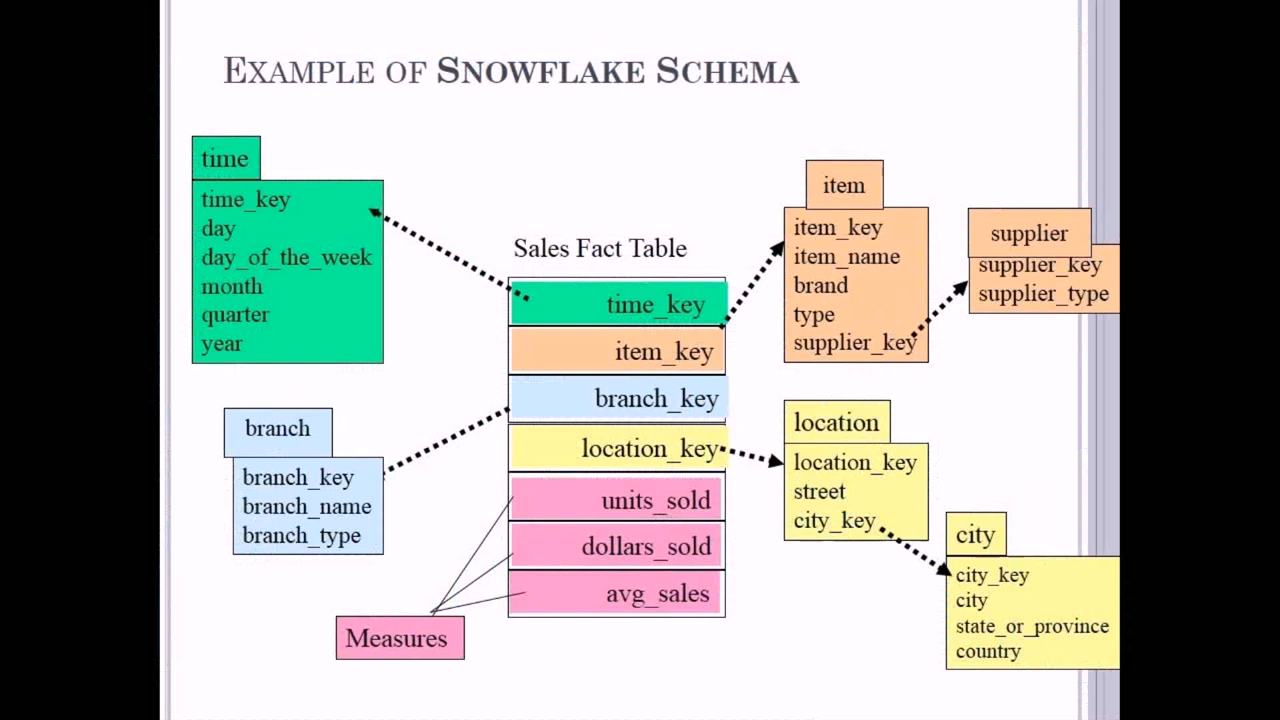 EXAMPLE OF SNOWFLAKE SCHEMA
time
time_key
day
day_of_the_week
month
quarter
year
branch
branch_key
branch_name
branch_type
Sales Fact Table
time_key
item_key
branch_key
location_key
units_sold
dollars_sold
avg_sales
Measures
item
item_key
item_name
brand
type
supplier_key
supplier
supplier_key
supplier_type
location
location_key
street
city_key
city
city_key
city
state_or_province
country